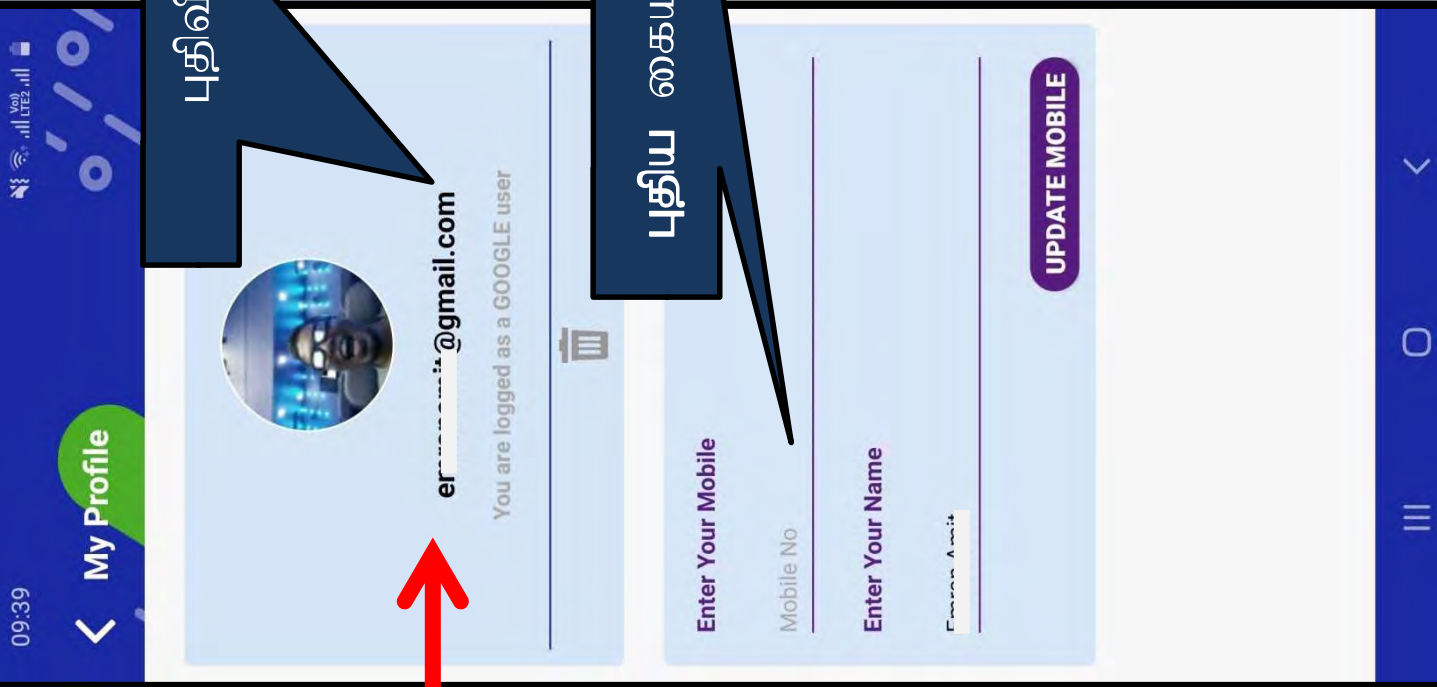 09:39
LTE2
My Profile
@gmail.com
You are logged as a GOOGLE user
புதிய
Enter Your Mobile
Mobile No
Enter Your Name
UPDATE MOBILE